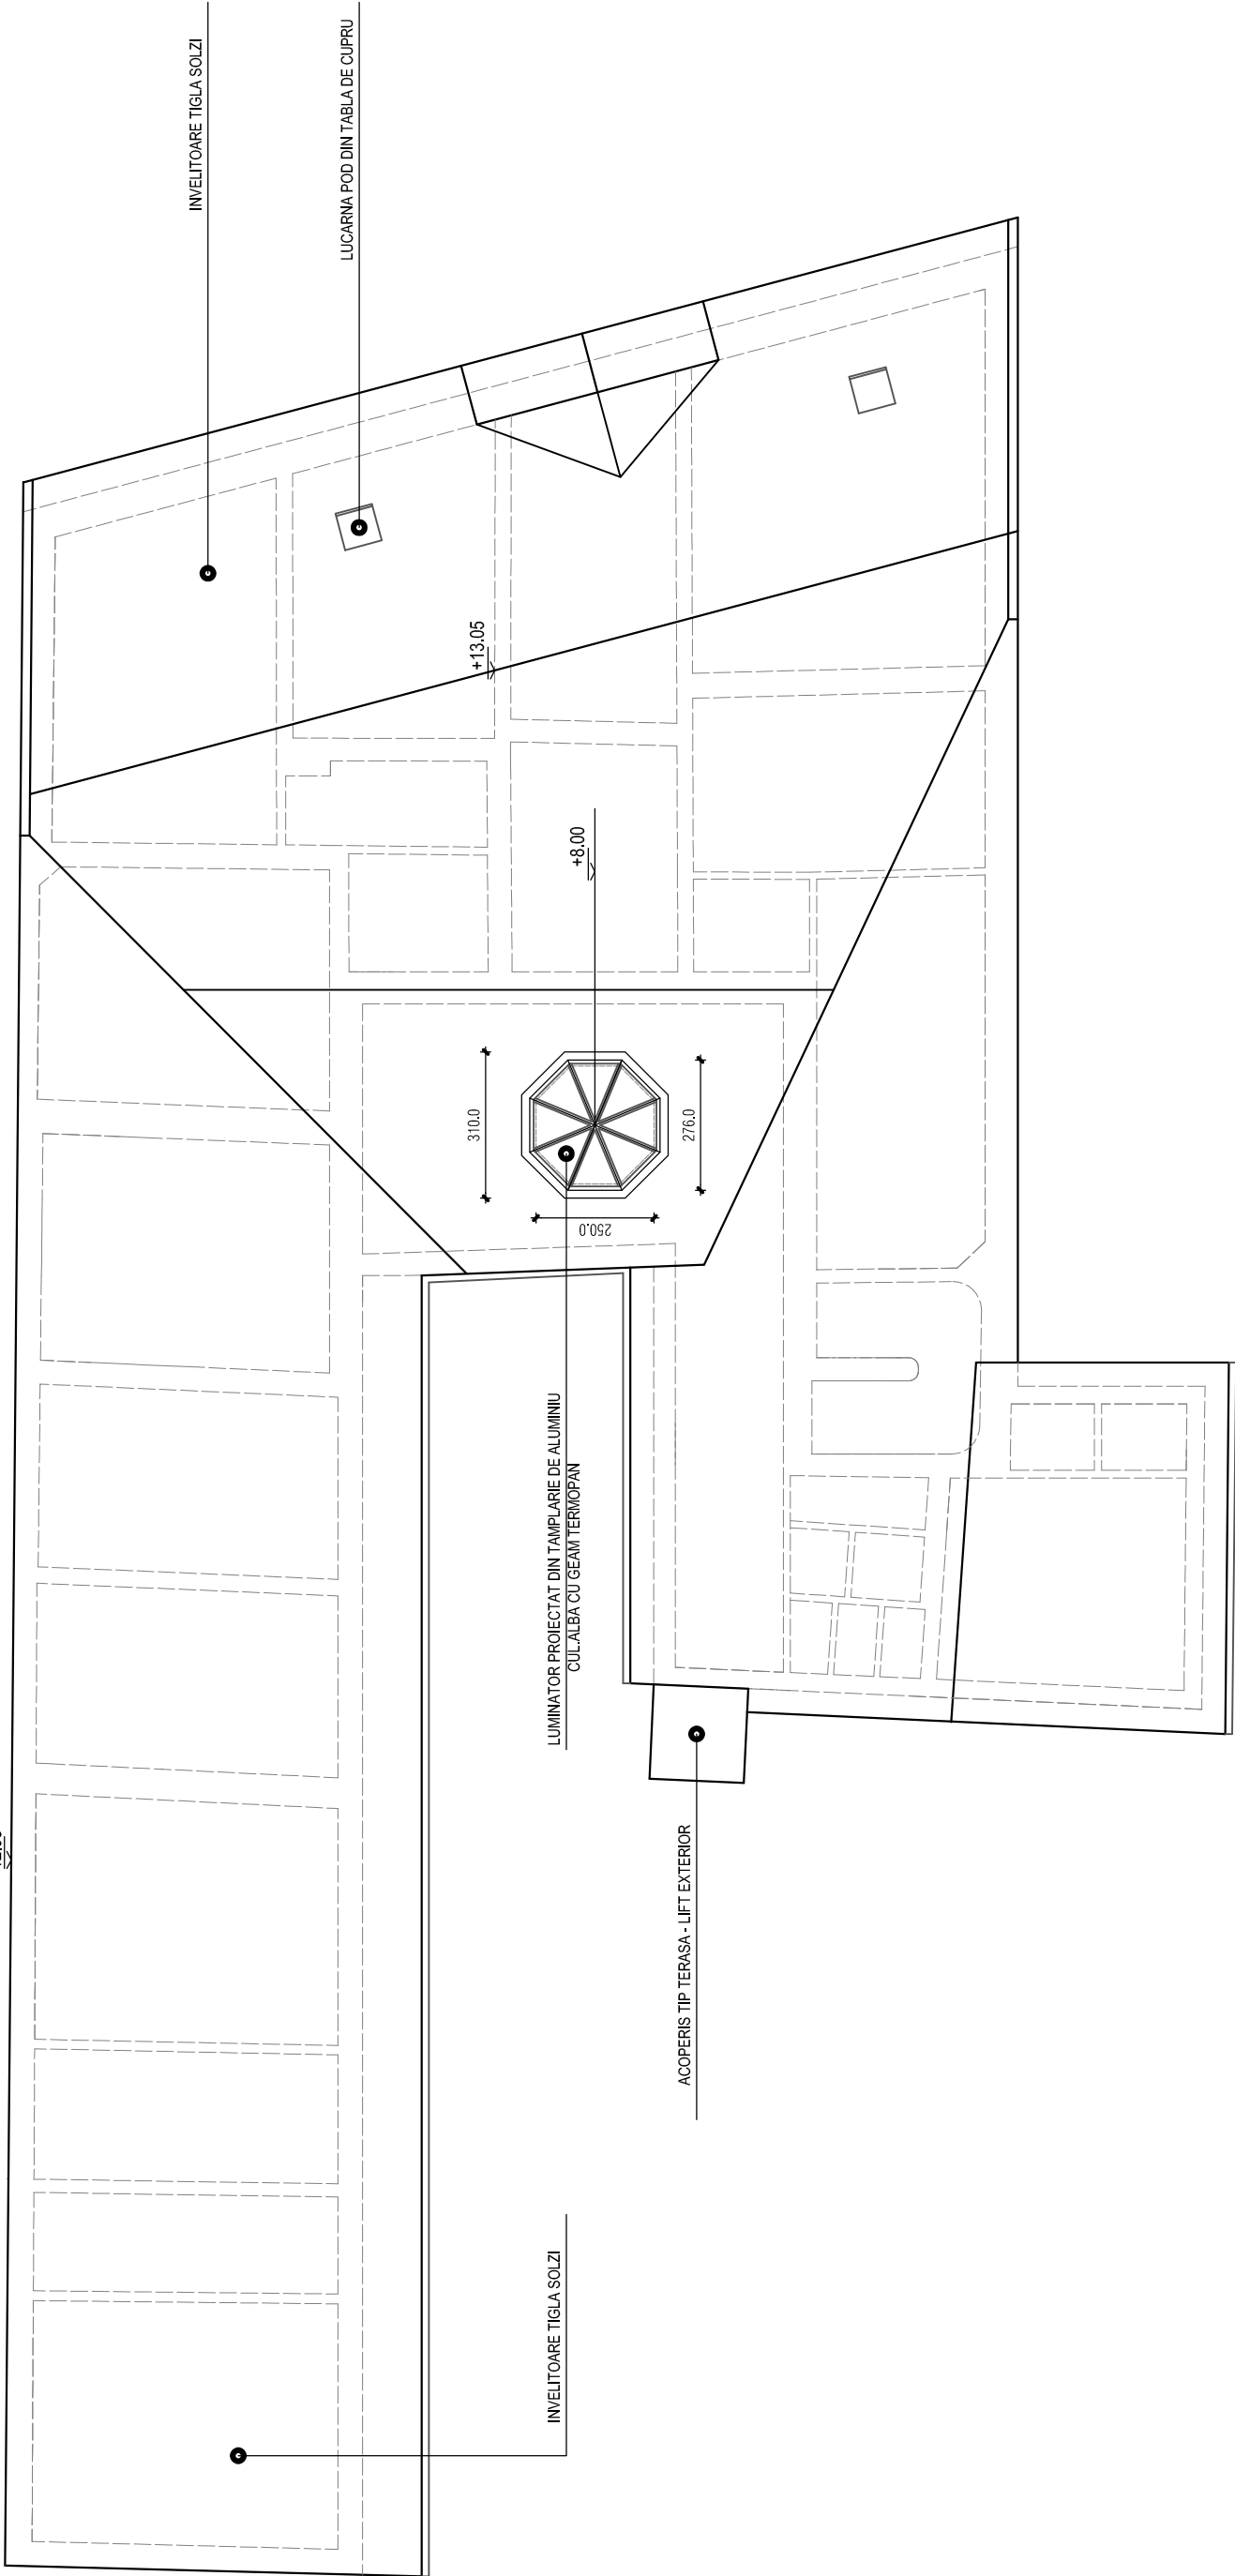 INVELITOARE TIGLA SOLZI
LUCARNA POD DIN TABLA DE CUPRU
+13.05
+8.00
310.0
276.0
250.0
LUMINATOR PROIECTAT DIN TAMPLARIE DE ALUMINIU
CUL.ALBA CU GEAM TERMOPAN
ACOPERIS TIP TERASA - LIFT EXTERIOR
INVELITOARE TIGLA SOLZI